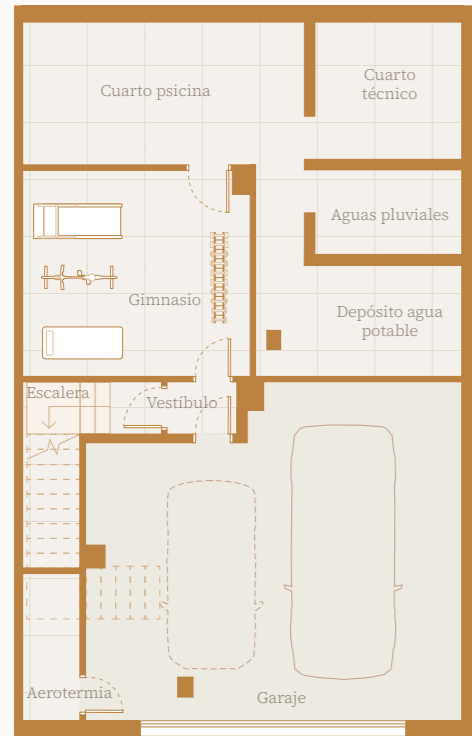 Cuarto psicina
Cuarto
técnico
Aguas pluviales
Gimnasio
Depósito agua
potable
Escalera
Vestíbulo
Aerotermia
Garaje